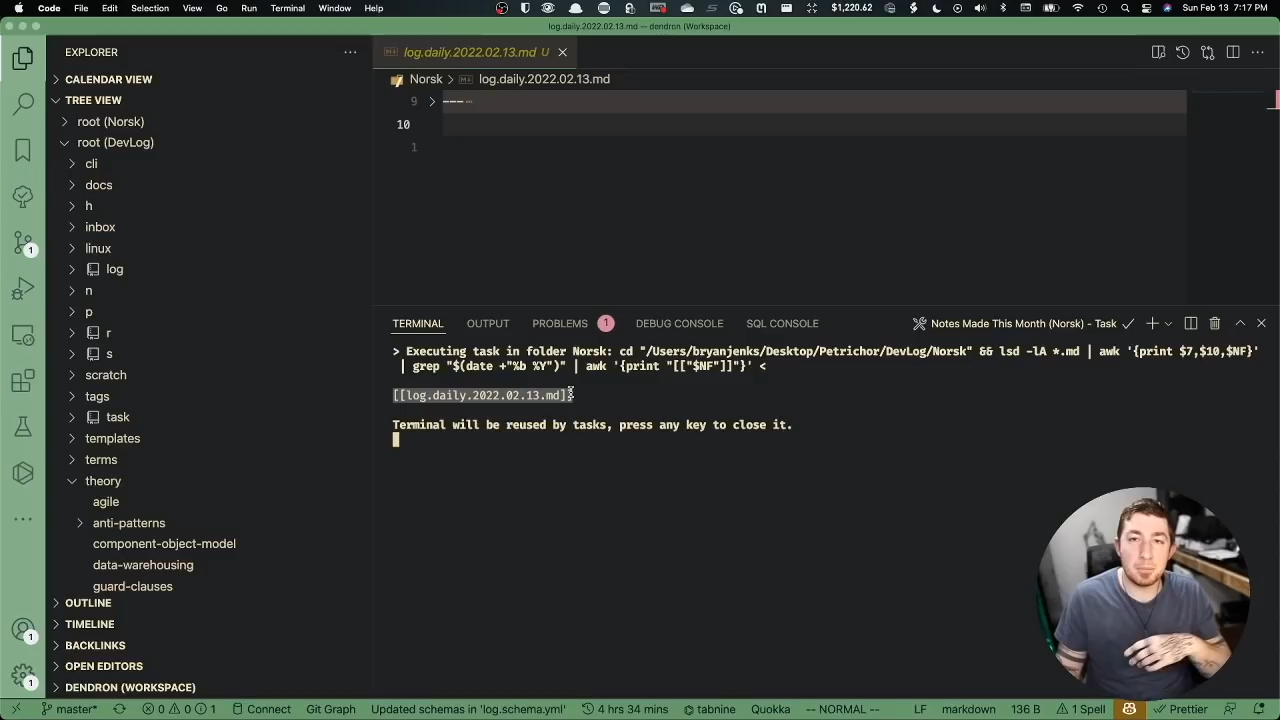 Code File Edit Selection View Go Run Terminal Window Help $1,220.62 Sun Feb 13 7:17 PM
log.daily.2022.02.13.md — dendron (Workspace)
EXPLORER
log.daily.2022.02.13.md U
CALENDAR VIEW
Norsk > log.daily.2022.02.13.md
TREE VIEW
9 > ---
root (Norsk)
10
root (DevLog)
1
cli
docs
h
inbox
linux
log
n
p
r
s
scratch
tags
task
templates
terms
theory
agile
anti-patterns
component-object-model
data-warehousing
guard-clauses
OUTLINE
TIMELINE
BACKLINKS
OPEN EDITORS
DENDRON (WORKSPACE)
TERMINAL OUTPUT PROBLEMS 1 DEBUG CONSOLE SQL CONSOLE Notes Made This Month (Norsk) - Task
> Executing task in folder Norsk: cd "/Users/bryanjenks/Desktop/Petrichor/DevLog/Norsk" && lsd -lA *.md | awk '{print $7,$10,$NF}'
| grep "$(date +"%b %Y")" | awk '{print "[["$NF"]]"}' <
[[log.daily.2022.02.13.md]]
Terminal will be reused by tasks, press any key to close it.
1
1
1
master* 0 0 1 Connect Git Graph Updated schemas in 'log.schema.yml' 4 hrs 34 mins tabnine Quokka -- NORMAL -- LF markdown 136 B 1 Spell Prettier